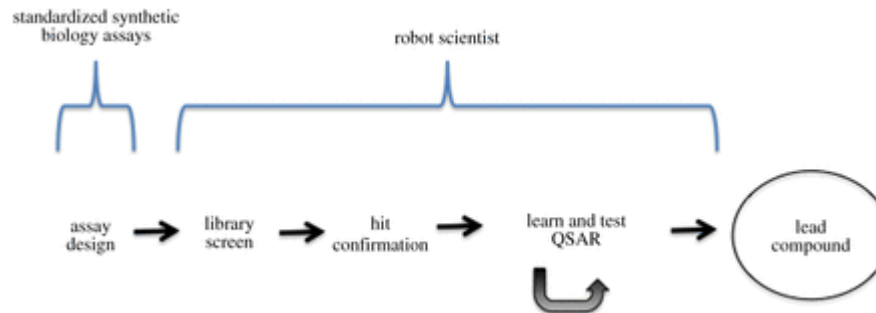 standardized synthetic
biology assays
robot scientist
assay
design
library
screen
hit
confirmation
learn and test
QSAR
lead
compound